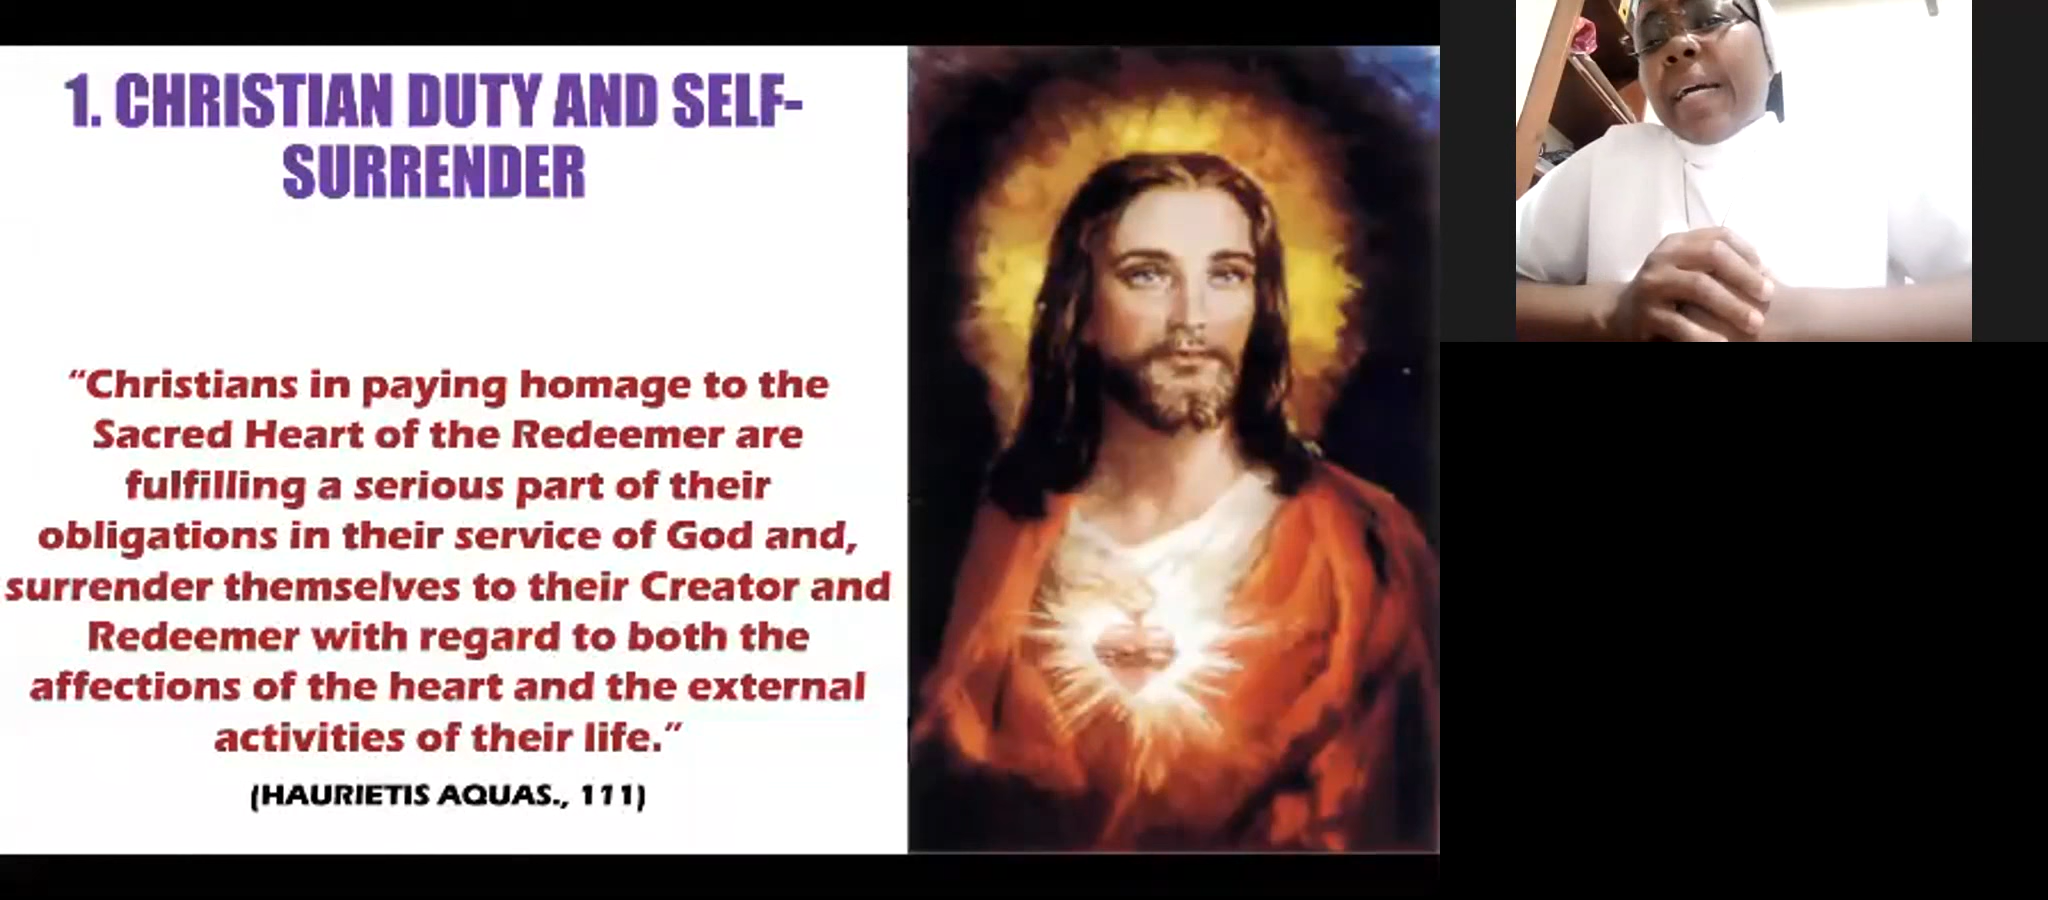 1. CHRISTIAN DUTY AND SELF-
SURRENDER
“Christians in paying homage to the
Sacred Heart of the Redeemer are
fulfilling a serious part of their
obligations in their service of God and,
surrender themselves to their Creator and
Redeemer with regard to both the
affections of the heart and the external
activities of their life.”
(HAURIETIS AQUAS., 111)